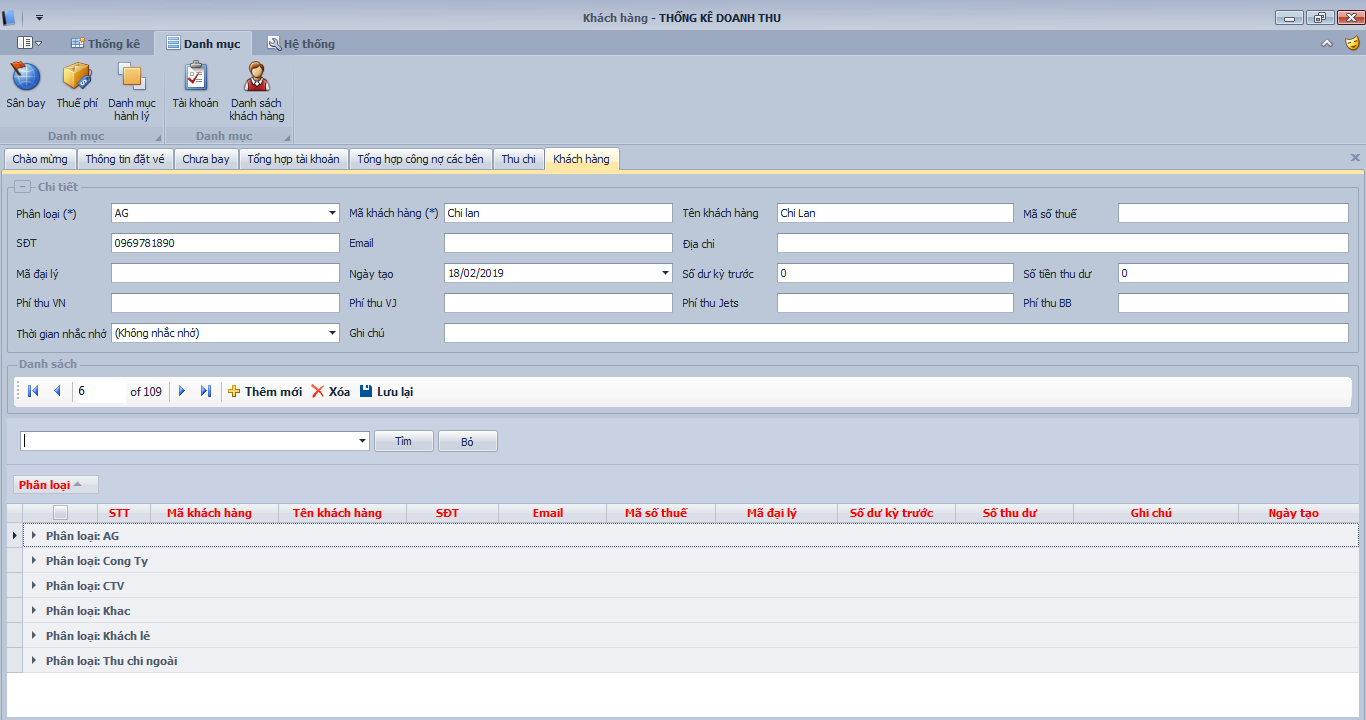 Khách hàng - THỐNG KÊ DOANH THU
Thống kê Danh mục Hệ thống
Sân bay Thuế phí Danh mục hành lý Tài khoản Danh sách khách hàng
Danh mục Danh mục
Chào mừng Thông tin đặt vé Chưa bay Tổng hợp tài khoản Tổng hợp công nợ các bên Thu chi Khách hàng
Chi tiết
Phân loại (*) AG Mã khách hàng (*) Chi lan Tên khách hàng Chi Lan Mã số thuế
SĐT 0969781890 Email Địa chỉ
Mã đại lý Ngày tạo 18/02/2019 Số dư kỳ trước 0 Số tiền thu dư 0
Phí thu VN Phí thu VJ Phí thu Jets Phí thu BB
Thời gian nhắc nhở (Không nhắc nhở) Ghi chú
Danh sách
6 of 109 Thêm mới Xóa Lưu lại
Tìm Bỏ
Phân loại
STT Mã khách hàng Tên khách hàng SĐT Email Mã số thuế Mã đại lý Số dư kỳ trước Số thu dư Ghi chú Ngày tạo
Phân loại: AG
Phân loại: Cong Ty
Phân loại: CTV
Phân loại: Khac
Phân loại: Khách lẻ
Phân loại: Thu chi ngoài